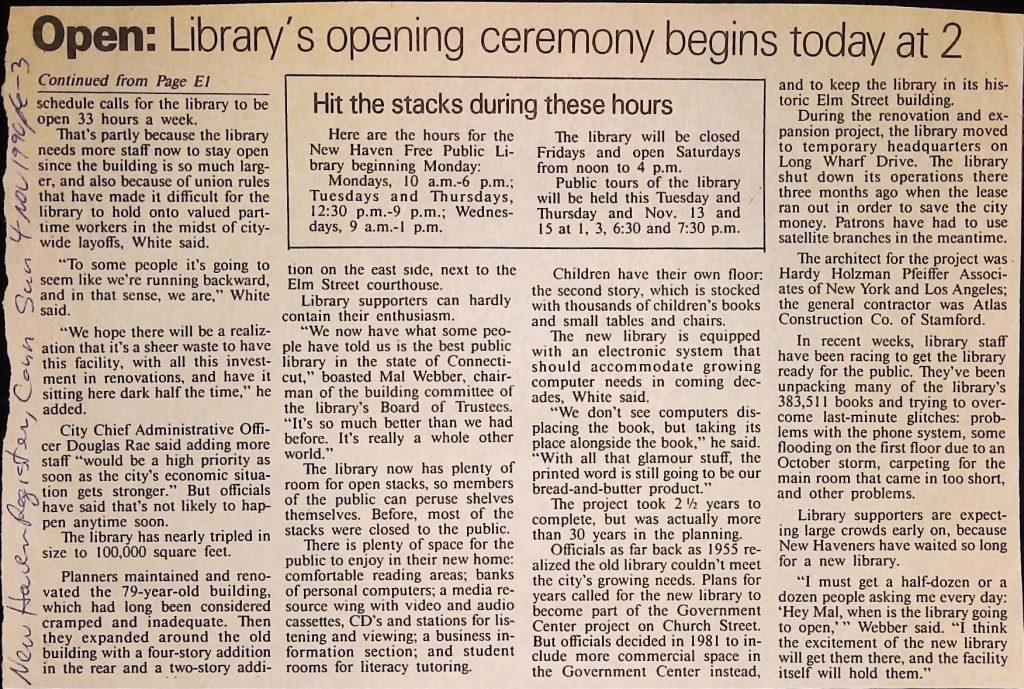 Open: Library's opening ceremony begins today at 2
Continued from Page E1
schedule calls for the library to be
open 33 hours a week.
That's partly because the library
needs more staff now to stay open
since the building is so much larg-
er, and also because of union rules
that have made it difficult for the
library to hold onto valued part-
time workers in the midst of city-
wide layoffs, White said.
"To some people it's going to
seem like we're running backward,
and in that sense, we are," White
said.
"We hope there will be a realiz-
ation that it's a sheer waste to have
this facility, with all this invest-
ment in renovations, and have it
sitting here dark half the time," he
added.
City Chief Administrative Offi-
cer Douglas Rae said adding more
staff "would be a high priority as
soon as the city's economic situa-
tion gets stronger." But officials
have said that's not likely to hap-
pen anytime soon.
The library has nearly tripled in
size to 100,000 square feet.
Planners maintained and reno-
vated the 79-year-old building,
which had long been considered
cramped and inadequate. Then
they expanded around the old
building with a four-story addition
in the rear and a two-story addi-
Hit the stacks during these hours
Here are the hours for the
New Haven Free Public Li-
brary beginning Monday:
Mondays, 10 a.m.-6 p.m.;
Tuesdays and Thursdays,
12:30 p.m.-9 p.m.; Wednes-
days, 9 a.m.-1 p.m.
The library will be closed
Fridays and open Saturdays
from noon to 4 p.m.
Public tours of the library
will be held this Tuesday and
Thursday and Nov. 13 and
15 at 1, 3, 6:30 and 7:30 p.m.
tion on the east side, next to the
Elm Street courthouse.
Library supporters can hardly
contain their enthusiasm.
"We now have what some peo-
ple have told us is the best public
library in the state of Connecti-
cut," boasted Mal Webber, chair-
man of the building committee of
the library's Board of Trustees.
"It's so much better than we had
before. It's really a whole other
world."
The library now has plenty of
room for open stacks, so members
of the public can peruse shelves
themselves. Before, most of the
stacks were closed to the public.
There is plenty of space for the
public to enjoy in their new home:
comfortable reading areas; banks
of personal computers; a media re-
source wing with video and audio
cassettes, CD's and stations for lis-
tening and viewing; a business in-
formation section; and student
rooms for literacy tutoring.
Children have their own floor:
the second story, which is stocked
with thousands of children's books
and small tables and chairs.
The new library is equipped
with an electronic system that
should accommodate growing
computer needs in coming dec-
ades, White said.
"We don't see computers dis-
placing the book, but taking its
place alongside the book," he said.
"With all that glamour stuff, the
printed word is still going to be our
bread-and-butter product."
The project took 2 ½ years to
complete, but was actually more
than 30 years in the planning.
Officials as far back as 1955 re-
alized the old library couldn't meet
the city's growing needs. Plans for
years called for the new library to
become part of the Government
Center project on Church Street.
But officials decided in 1981 to in-
clude more commercial space in
the Government Center instead,
and to keep the library in its his-
toric Elm Street building.
During the renovation and ex-
pansion project, the library moved
to temporary headquarters on
Long Wharf Drive. The library
shut down its operations there
three months ago when the lease
ran out in order to save the city
money. Patrons have had to use
satellite branches in the meantime.
The architect for the project was
Hardy Holzman Pfeiffer Associ-
ates of New York and Los Angeles;
the general contractor was Atlas
Construction Co. of Stamford.
In recent weeks, library staff
have been racing to get the library
ready for the public. They've been
unpacking many of the library's
383,511 books and trying to over-
come last-minute glitches: prob-
lems with the phone system, some
flooding on the first floor due to an
October storm, carpeting for the
main room that came in too short,
and other problems.
Library supporters are expect-
ing large crowds early on, because
New Haveners have waited so long
for a new library.
"I must get a half-dozen or a
dozen people asking me every day:
'Hey Mal, when is the library going
to open,' " Webber said. "I think
the excitement of the new library
will get them there, and the facility
itself will hold them."
New Haven Register, Conn Sun 4 Nov 1990